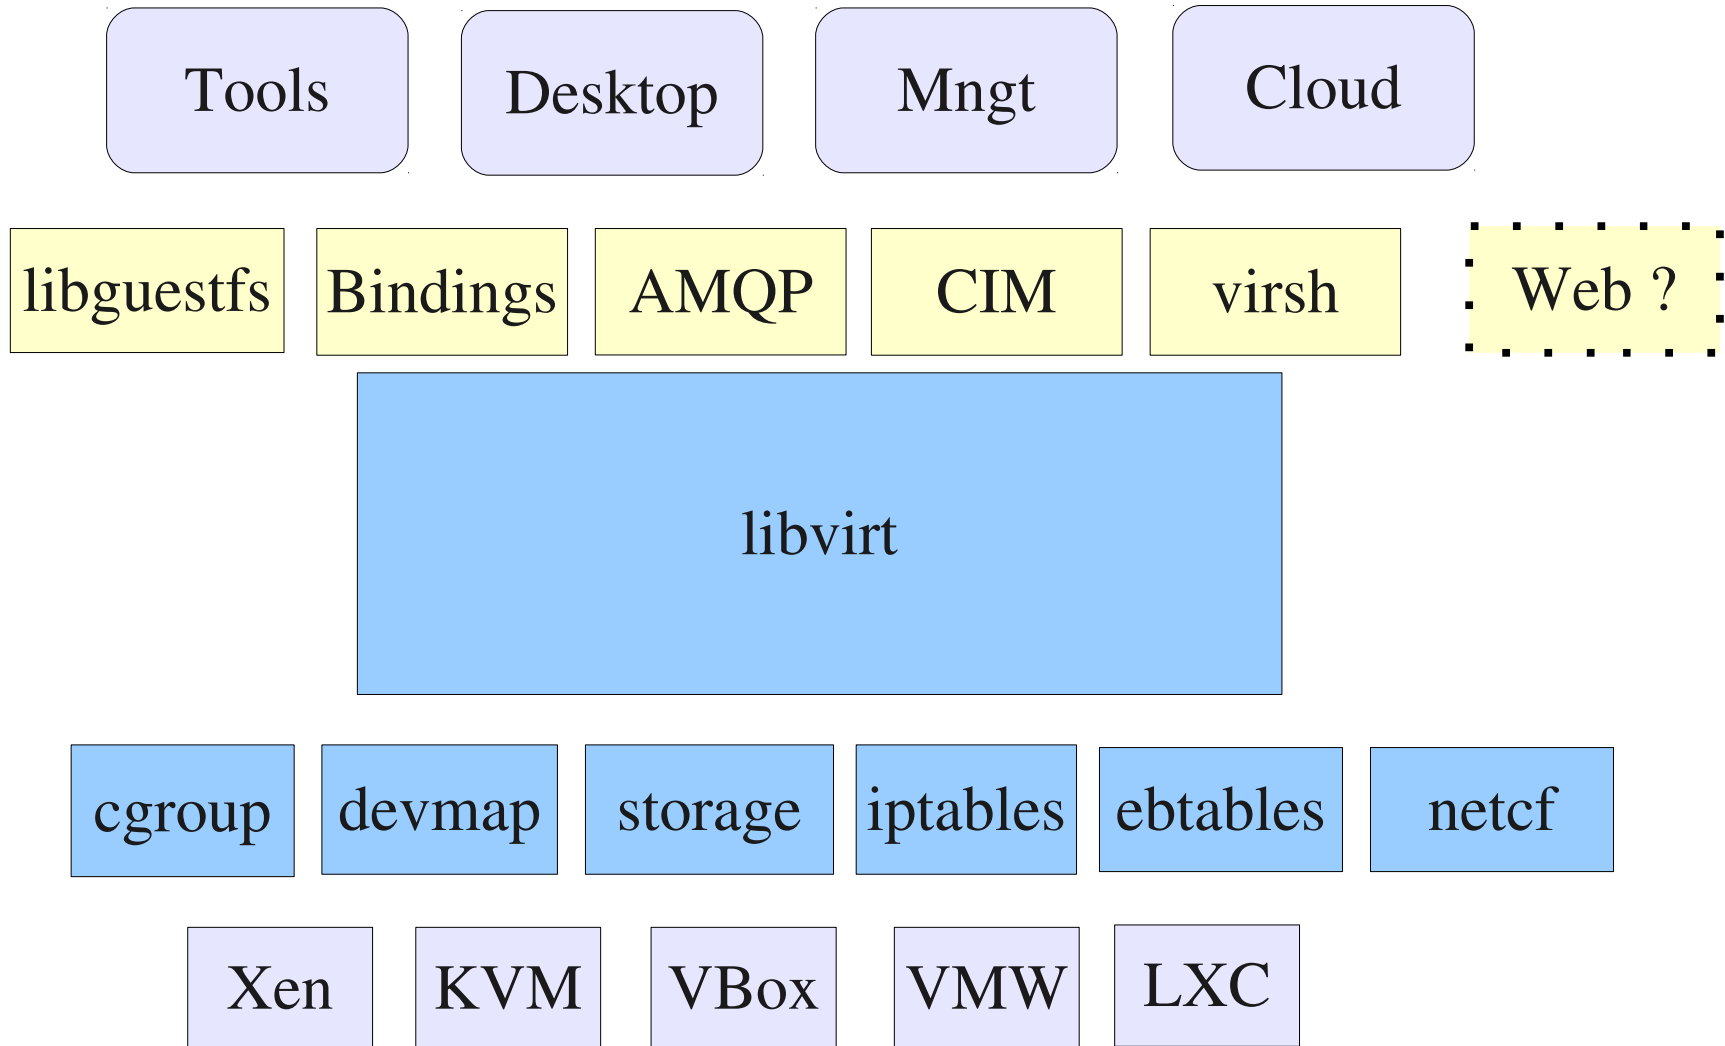 Tools
Desktop
Mngt
Cloud
libguestfs
Bindings
AMQP
CIM
virsh
Web ?
libvirt
cgroup
devmap
storage
iptables
ebtables
netcf
Xen
KVM
VBox
VMW
LXC